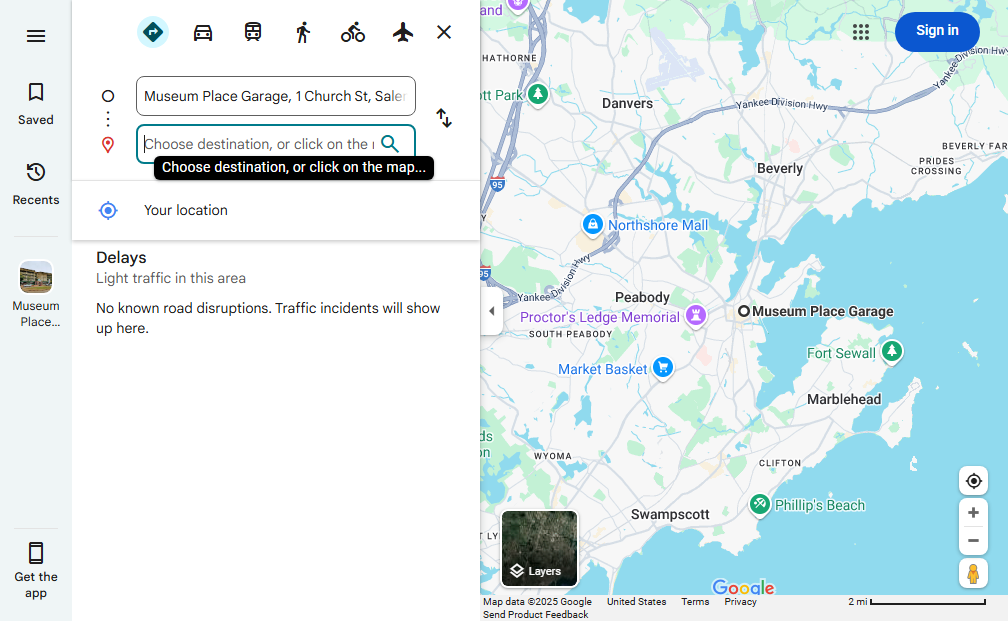 Saved
Recents
Museum
Place...
Get the
app
Museum Place Garage, 1 Church St, Saler
Choose destination, or click on the
Choose destination, or click on the map...
Your location
Delays
Light traffic in this area
No known road disruptions. Traffic incidents will show
up here.
Sign in
and
HATHORNE
ott Park
Danvers
Yankee Division Hwy
Yankee Division Hwy
BEVERLY FAR
PRIDES
CROSSING
Beverly
95
Northshore Mall
95
Yankee Division Hwy
Peabody
Proctor's Ledge Memorial
SOUTH PEABODY
Museum Place Garage
Fort Sewall
Market Basket
Marblehead
ds
on
WYOMA
CLIFTON
Phillip's Beach
Swampscott
T LY
Layers
Google
Map data ©2025 Google
United States
Terms
Privacy
2 mi
Send Product Feedback